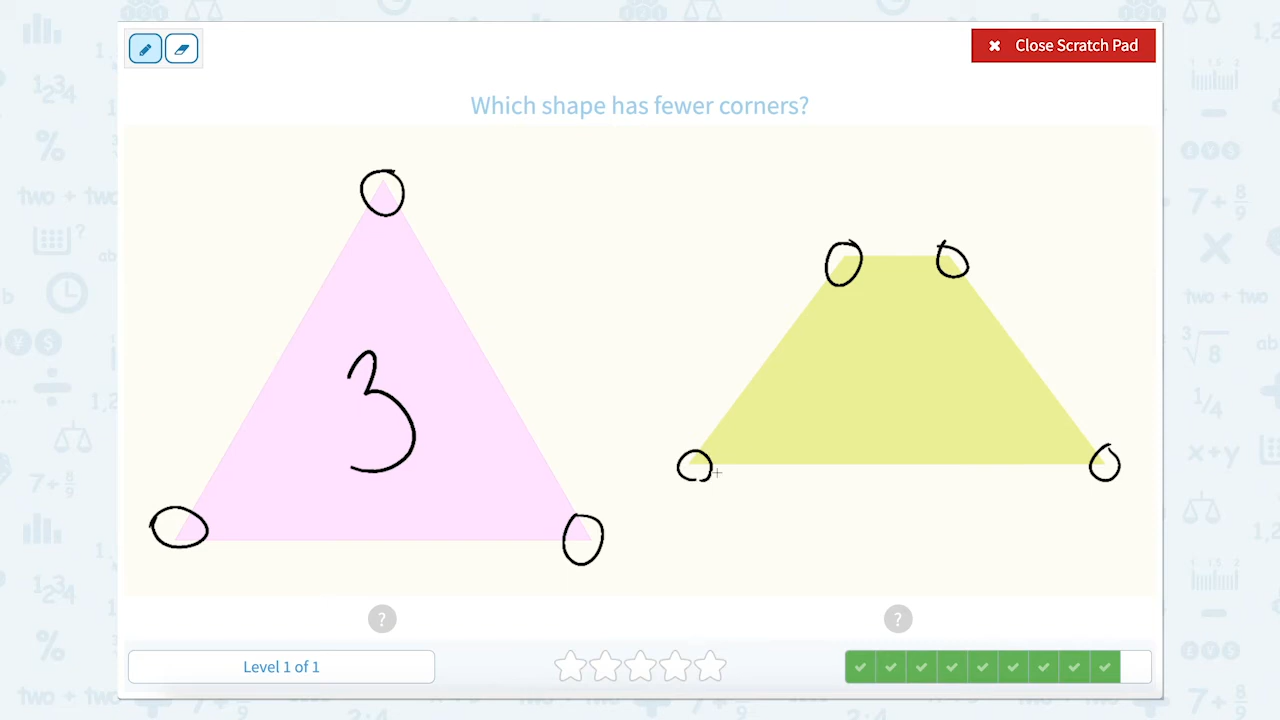 Close Scratch Pad
Which shape has fewer corners?
3
? ?
Level 1 of 1